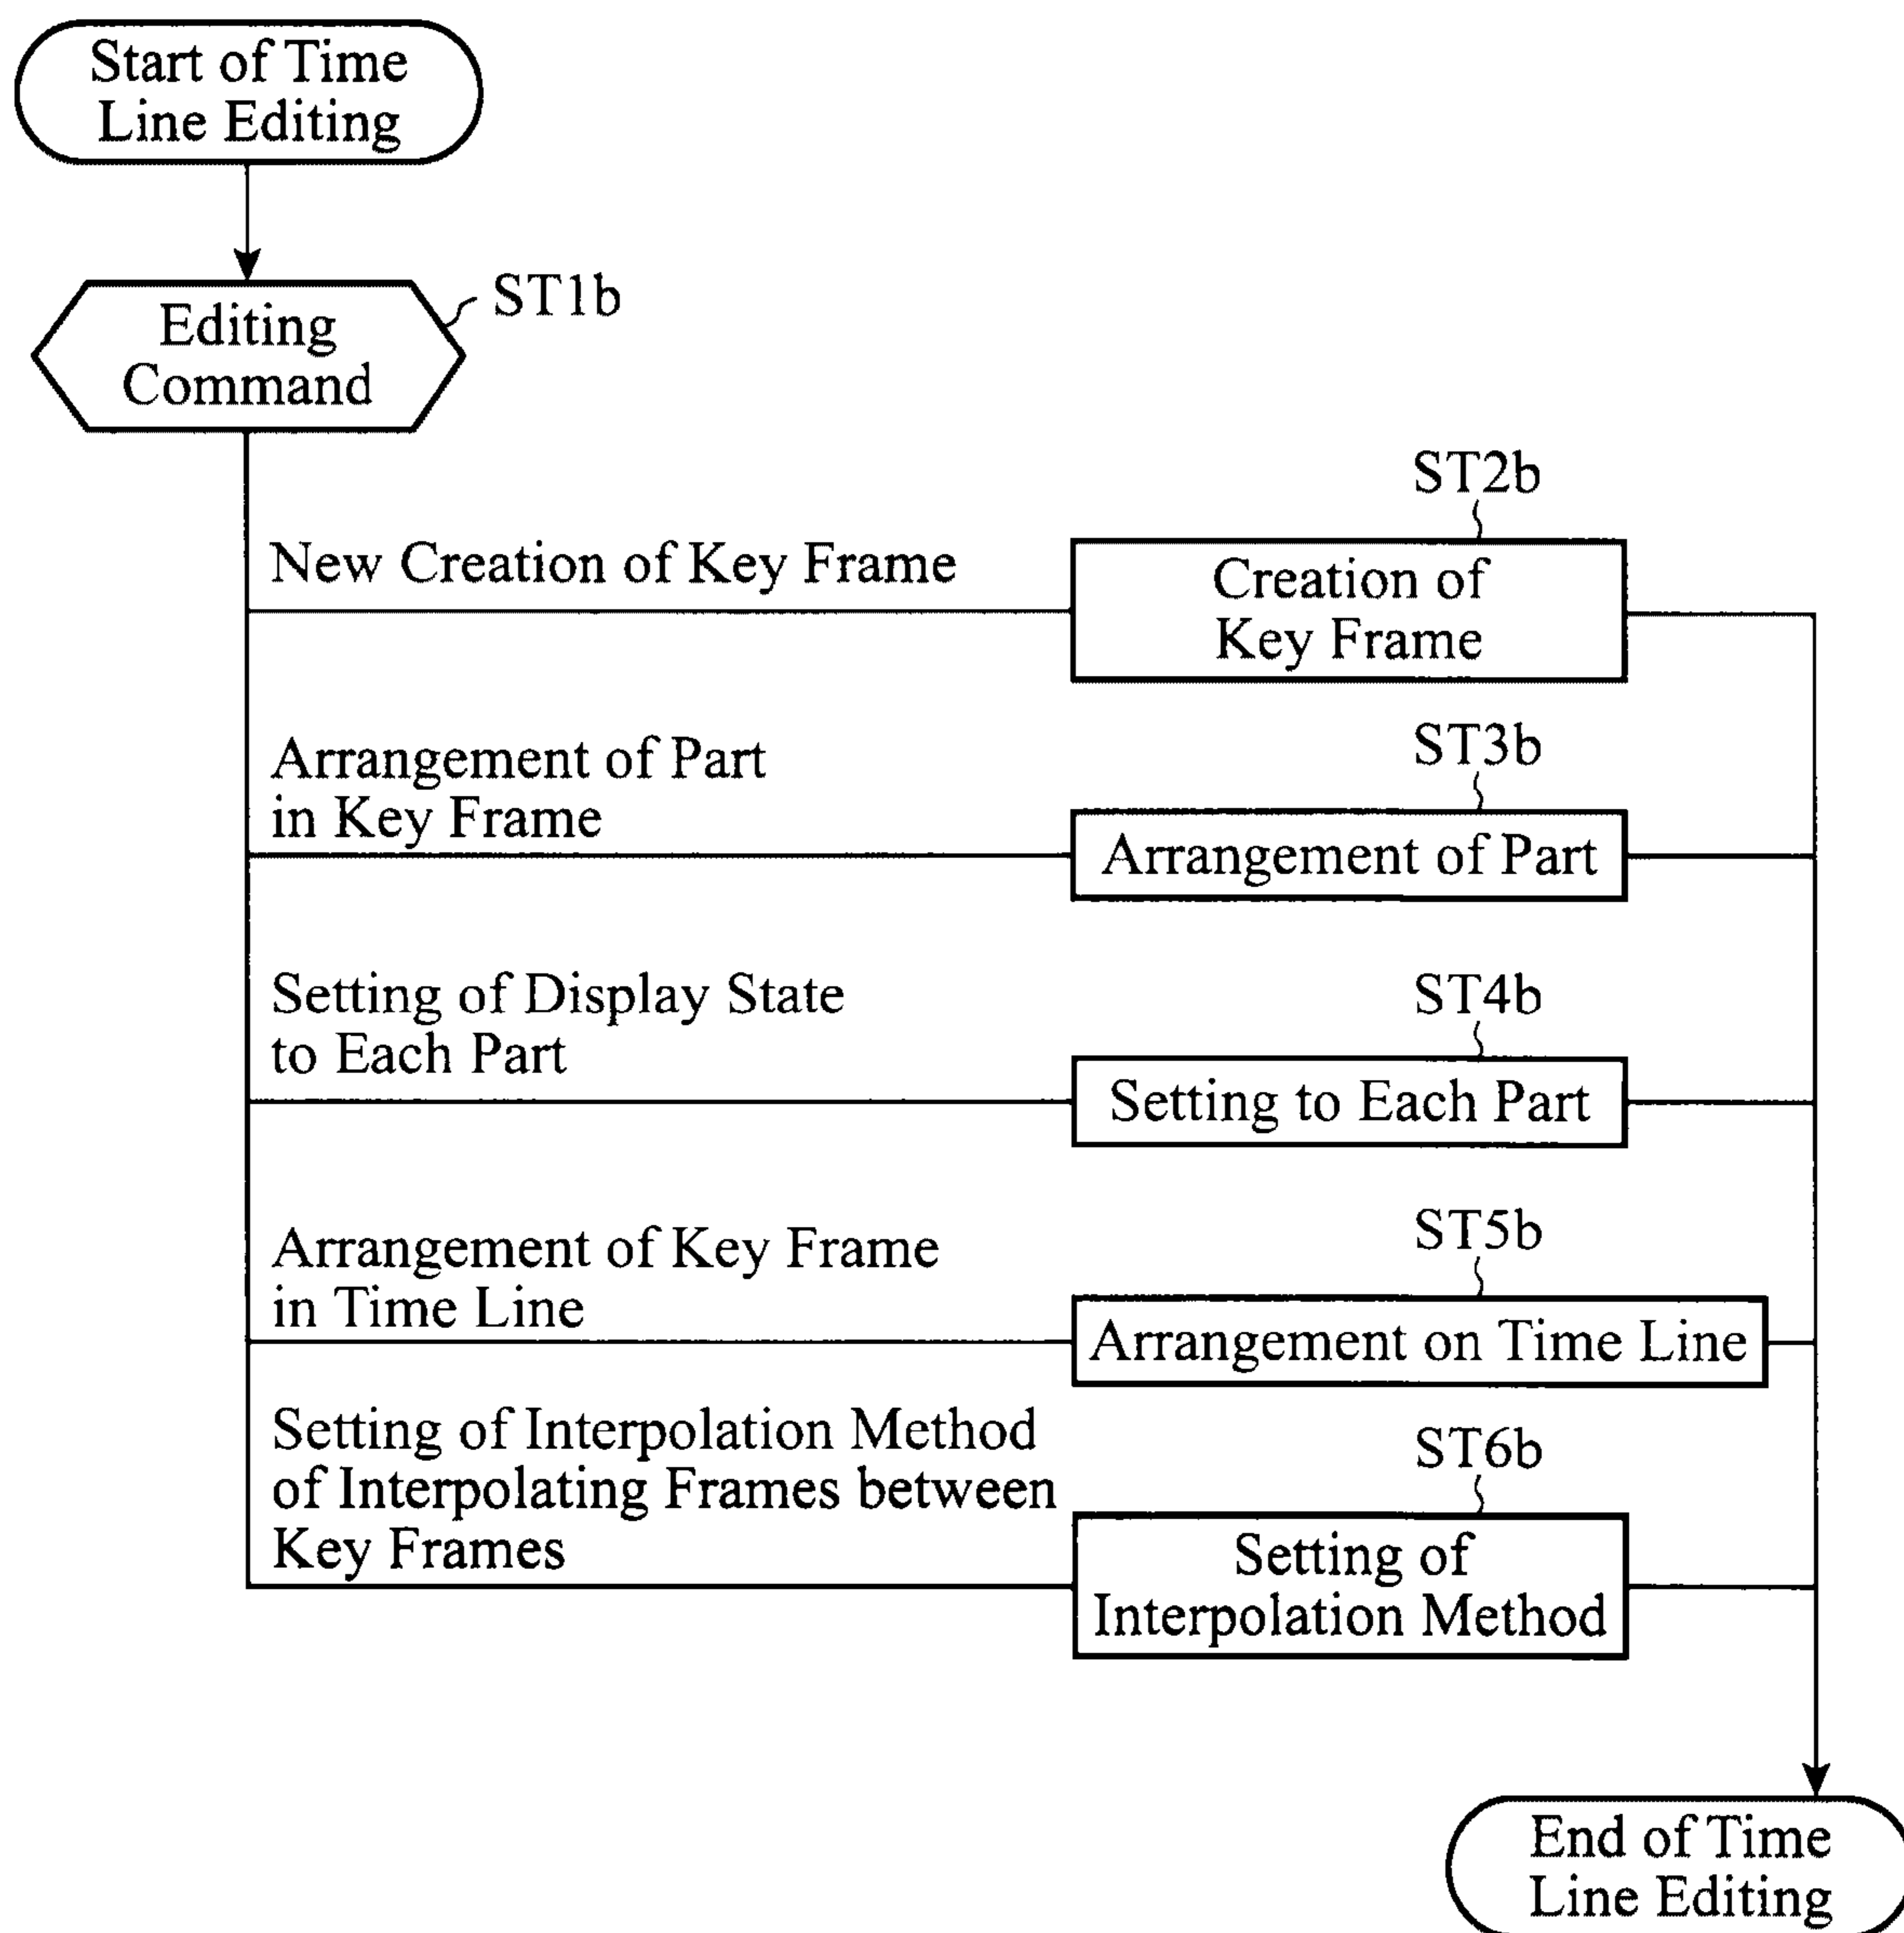 Start of Time
Line Editing
Editing
Command
ST1b
New Creation of Key Frame
ST2b
Creation of
Key Frame
Arrangement of Part
in Key Frame
ST3b
Arrangement of Part
Setting of Display State
to Each Part
ST4b
Setting to Each Part
Arrangement of Key Frame
in Time Line
ST5b
Arrangement on Time Line
Setting of Interpolation Method
of Interpolating Frames between
Key Frames
ST6b
Setting of
Interpolation Method
End of Time
Line Editing